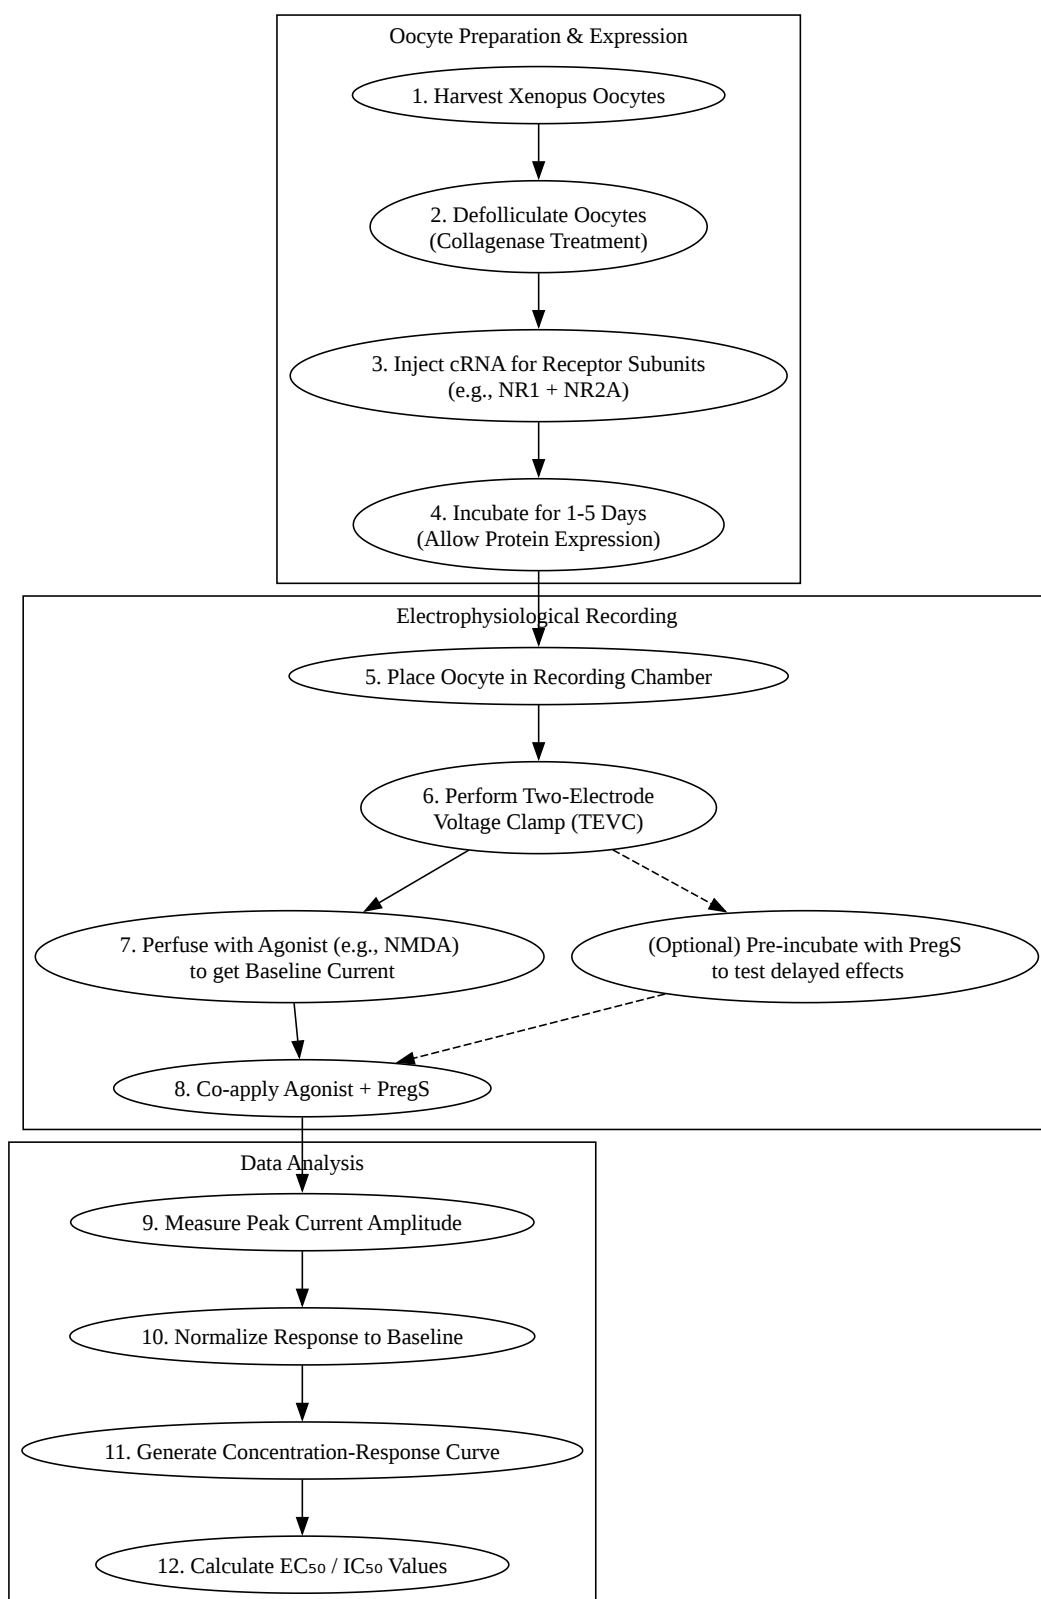 Oocyte Preparation & Expression
1. Harvest Xenopus Oocytes
2. Defolliculate Oocytes
(Collagenase Treatment)
3. Inject cRNA for Receptor Subunits
(e.g., NR1 + NR2A)
4. Incubate for 1-5 Days
(Allow Protein Expression)
Electrophysiological Recording
5. Place Oocyte in Recording Chamber
6. Perform Two-Electrode
Voltage Clamp (TEVC)
7. Perfuse with Agonist (e.g., NMDA)
to get Baseline Current
(Optional) Pre-incubate with PregS
to test delayed effects
8. Co-apply Agonist + PregS
Data Analysis
9. Measure Peak Current Amplitude
10. Normalize Response to Baseline
11. Generate Concentration-Response Curve
12. Calculate EC₅₀ / IC₅₀ Values